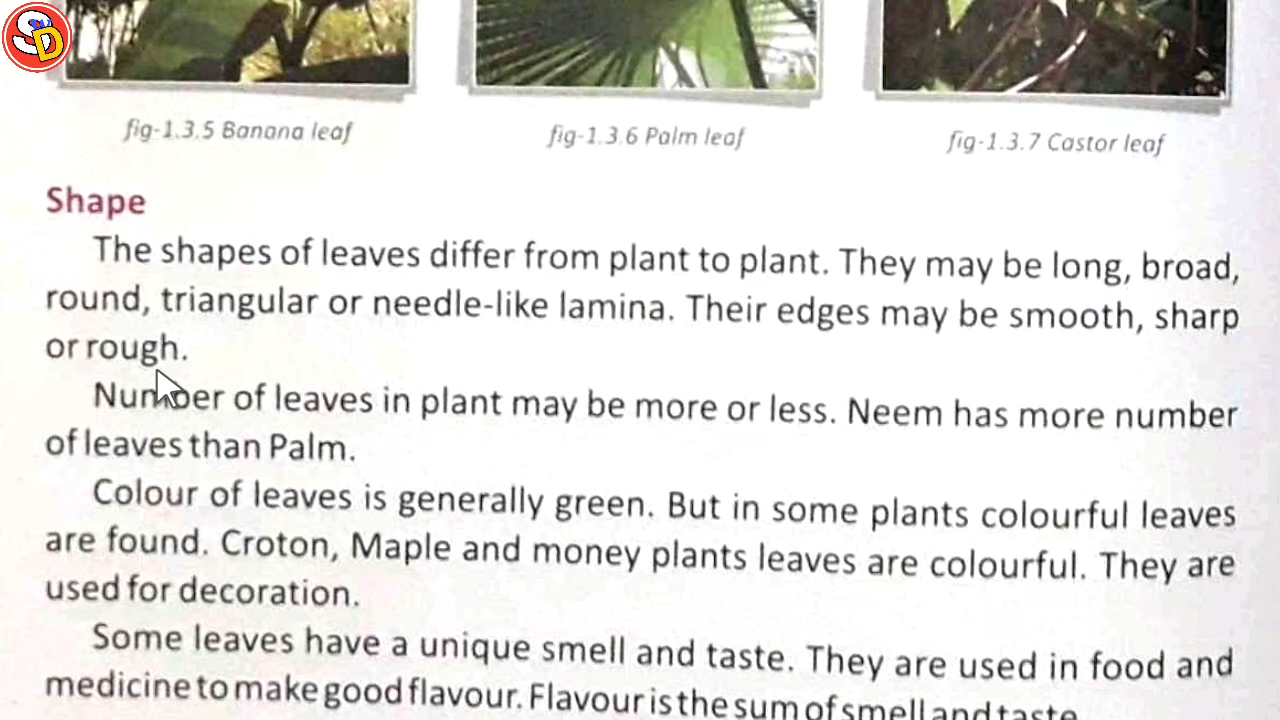 SD
fig-1.3.5 Banana leaf
fig-1.3.6 Palm leaf
fig-1.3.7 Castor leaf
Shape
The shapes of leaves differ from plant to plant. They may be long, broad,
round, triangular or needle-like lamina. Their edges may be smooth, sharp
or rough.
Number of leaves in plant may be more or less. Neem has more number
of leaves than Palm.
Colour of leaves is generally green. But in some plants colourful leaves
are found. Croton, Maple and money plants leaves are colourful. They are
used for decoration.
Some leaves have a unique smell and taste. They are used in food and
medicine to make good flavour. Flavour is the sum of smell and taste